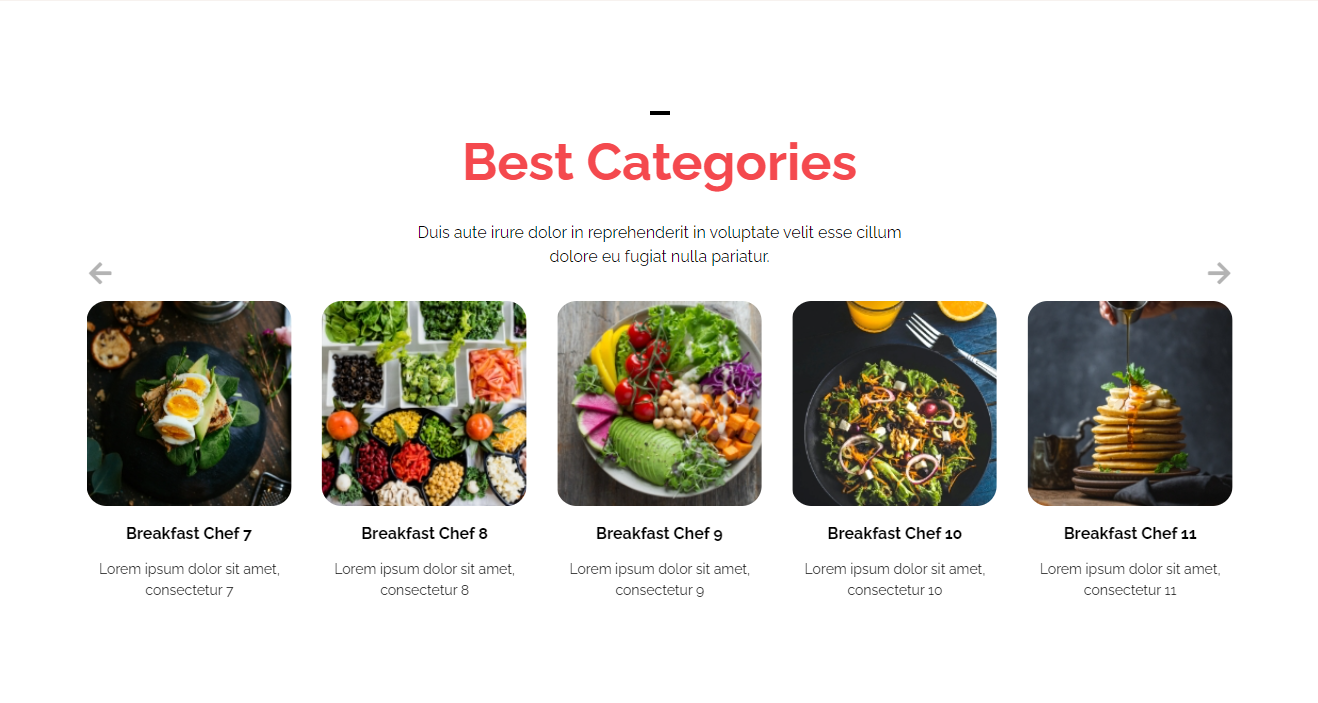 Best Categories
Duis aute irure dolor in reprehenderit in voluptate velit esse cillum
dolore eu fugiat nulla pariatur.
Breakfast Chef 7
Lorem ipsum dolor sit amet,
consectetur 7
Breakfast Chef 8
Lorem ipsum dolor sit amet,
consectetur 8
Breakfast Chef 9
Lorem ipsum dolor sit amet,
consectetur 9
Breakfast Chef 10
Lorem ipsum dolor sit amet,
consectetur 10
Breakfast Chef 11
Lorem ipsum dolor sit amet,
consectetur 11